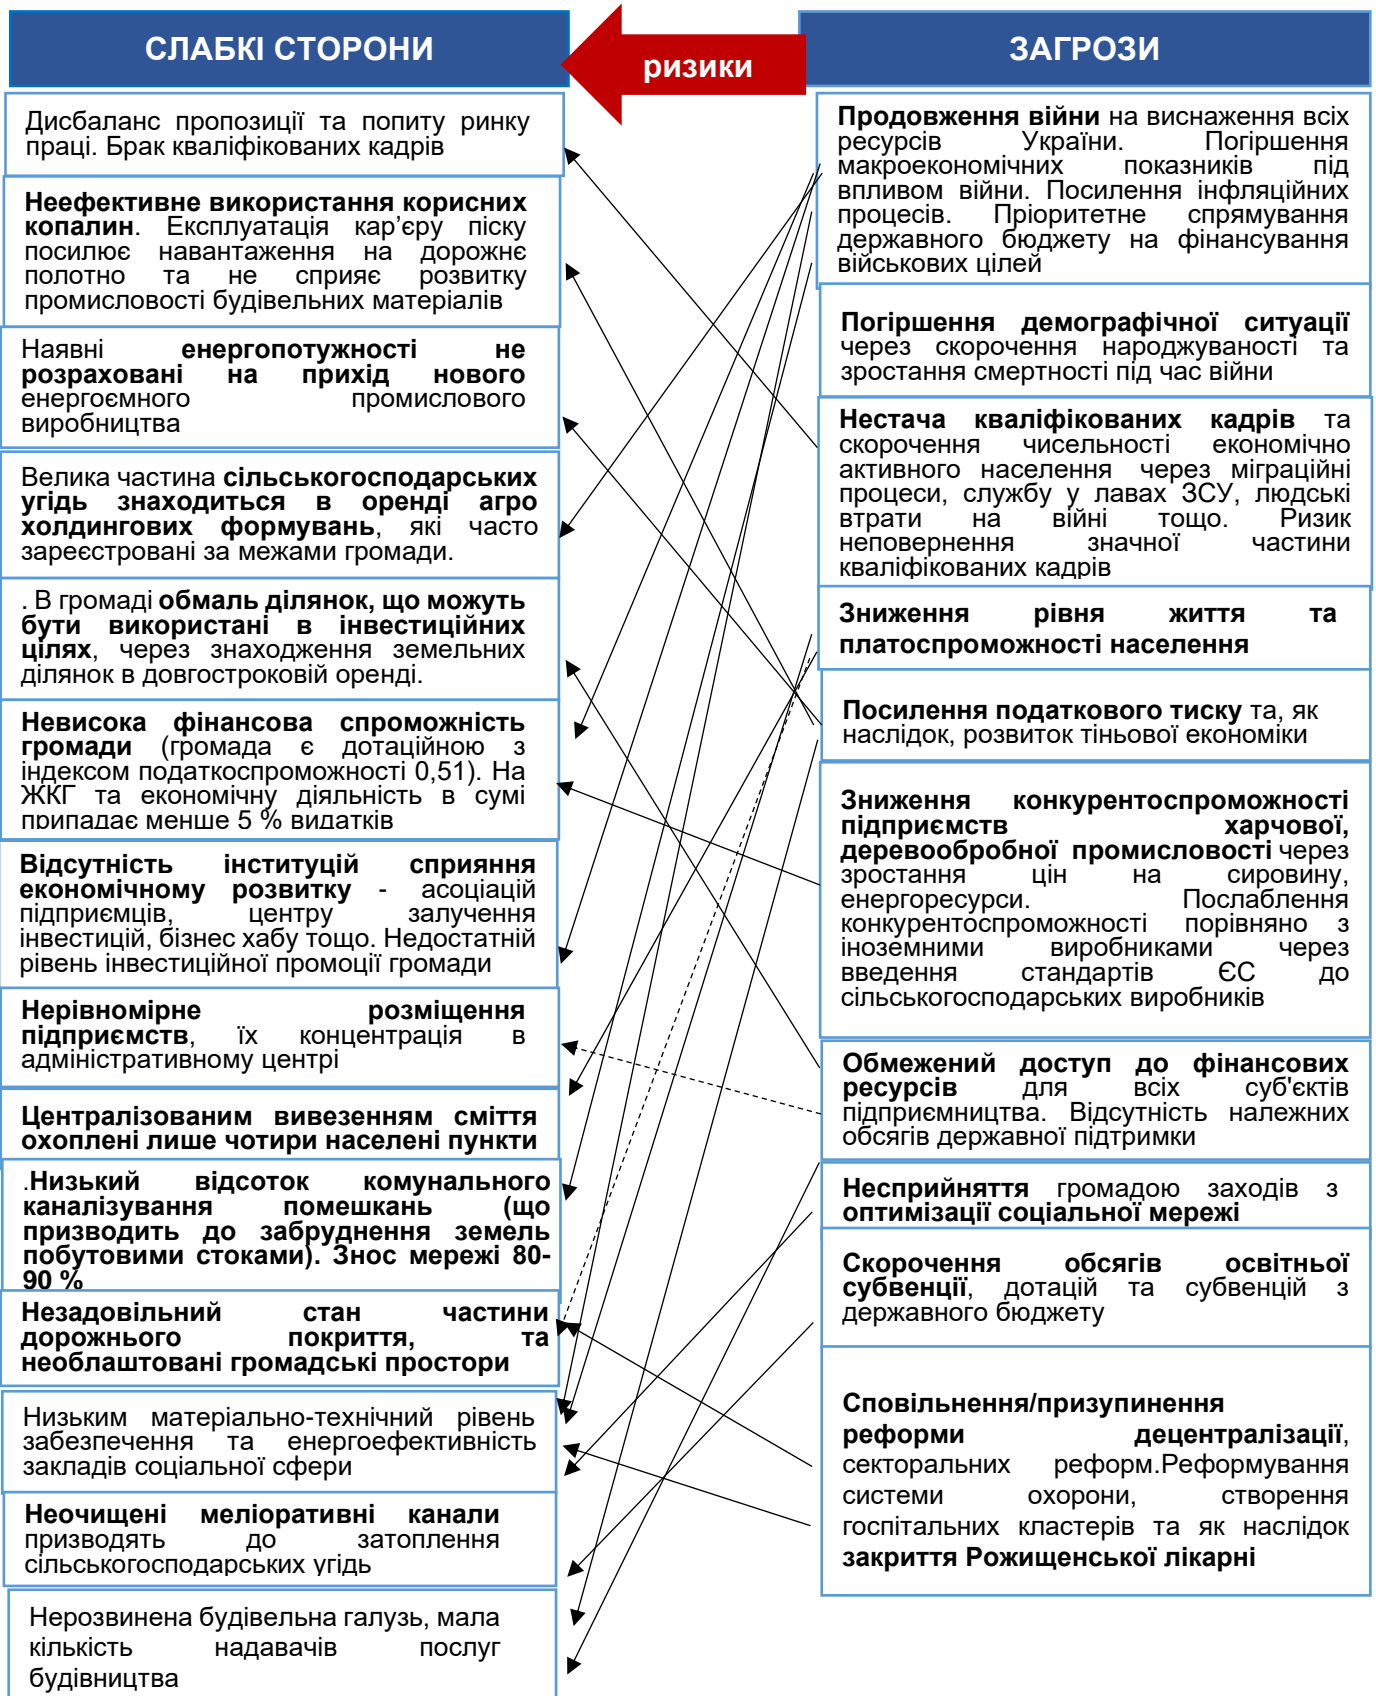 СЛАБКІ СТОРОНИ
ризики
ЗАГРОЗИ
Дисбаланс пропозиції та попиту ринку
праці. Брак кваліфікованих кадрів
Неефективне використання корисних
копалин. Експлуатація кар’єру піску
посилює навантаження на дорожнє
полотно та не сприяє розвитку
промисловості будівельних матеріалів
Наявні енергопотужності не
розраховані на прихід нового
енергоємного промислового
виробництва
Велика частина сільськогосподарських
угідь знаходиться в оренді агро
холдингових формувань, які часто
зареєстровані за межами громади.
. В громаді обмаль ділянок, що можуть
бути використані в інвестиційних
цілях, через знаходження земельних
ділянок в довгостроковій оренді.
Невисока фінансова спроможність
громади (громада є дотаційною з
індексом податкоспроможності 0,51). На
ЖКГ та економічну діяльність в сумі
припадає менше 5 % видатків
Відсутність інституцій сприяння
економічному розвитку - асоціацій
підприємців, центру залучення
інвестицій, бізнес хабу тощо. Недостатній
рівень інвестиційної промоції громади
Нерівномірне розміщення
підприємств, їх концентрація в
адміністративному центрі
Централізованим вивезенням сміття
охоплені лише чотири населені пункти
.Низький відсоток комунального
каналізування помешкань (що
призводить до забруднення земель
побутовими стоками). Знос мережі 80-
90 %
Незадовільний стан частини
дорожнього покриття, та
необлаштовані громадські простори
Низьким матеріально-технічний рівень
забезпечення та енергоефективність
закладів соціальної сфери
Неочищені меліоративні канали
призводять до затоплення
сільськогосподарських угідь
Нерозвинена будівельна галузь, мала
кількість надавачів послуг
будівництва
Продовження війни на виснаження всіх
ресурсів України. Погіршення
макроекономічних показників під
впливом війни. Посилення інфляційних
процесів. Пріоритетне спрямування
державного бюджету на фінансування
військових цілей
Погіршення демографічної ситуації
через скорочення народжуваності та
зростання смертності під час війни
Нестача кваліфікованих кадрів та
скорочення чисельності економічно
активного населення через міграційні
процеси, службу у лавах ЗСУ, людські
втрати на війні тощо. Ризик
неповернення значної частини
кваліфікованих кадрів
Зниження рівня життя та
платоспроможності населення
Посилення податкового тиску та, як
наслідок, розвиток тіньової економіки
Зниження конкурентоспроможності
підприємств харчової,
деревообробної промисловості через
зростання цін на сировину,
енергоресурси. Послаблення
конкурентоспроможності порівняно з
іноземними виробниками через
введення стандартів ЄС до
сільськогосподарських виробників
Обмежений доступ до фінансових
ресурсів для всіх суб'єктів
підприємництва. Відсутність належних
обсягів державної підтримки
Несприйняття громадою заходів з
оптимізації соціальної мережі
Скорочення обсягів освітньої
субвенції, дотацій та субвенцій з
державного бюджету
Сповільнення/призупинення
реформи децентралізації,
секторальних реформ.Реформування
системи охорони, створення
госпітальних кластерів та як наслідок
закриття Рожищенської лікарні